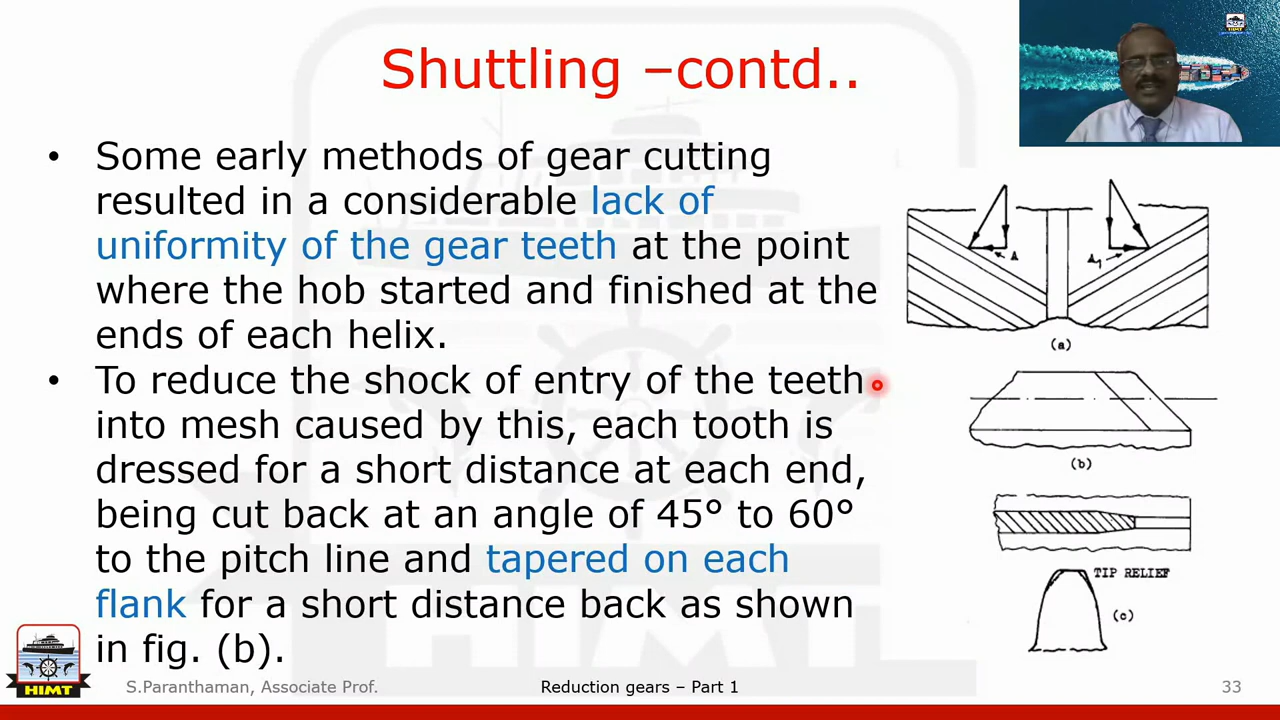 Shuttling –contd..
• Some early methods of gear cutting
resulted in a considerable lack of
uniformity of the gear teeth at the point
where the hob started and finished at the
ends of each helix.
• To reduce the shock of entry of the teeth
into mesh caused by this, each tooth is
dressed for a short distance at each end,
being cut back at an angle of 45° to 60°
to the pitch line and tapered on each
flank for a short distance back as shown
in fig. (b).
A
A₁
(a)
(b)
TIP RELIEF
(c)
HIMT
HIMT
HIMT
S.Paranthaman, Associate Prof.
Reduction gears – Part 1
33